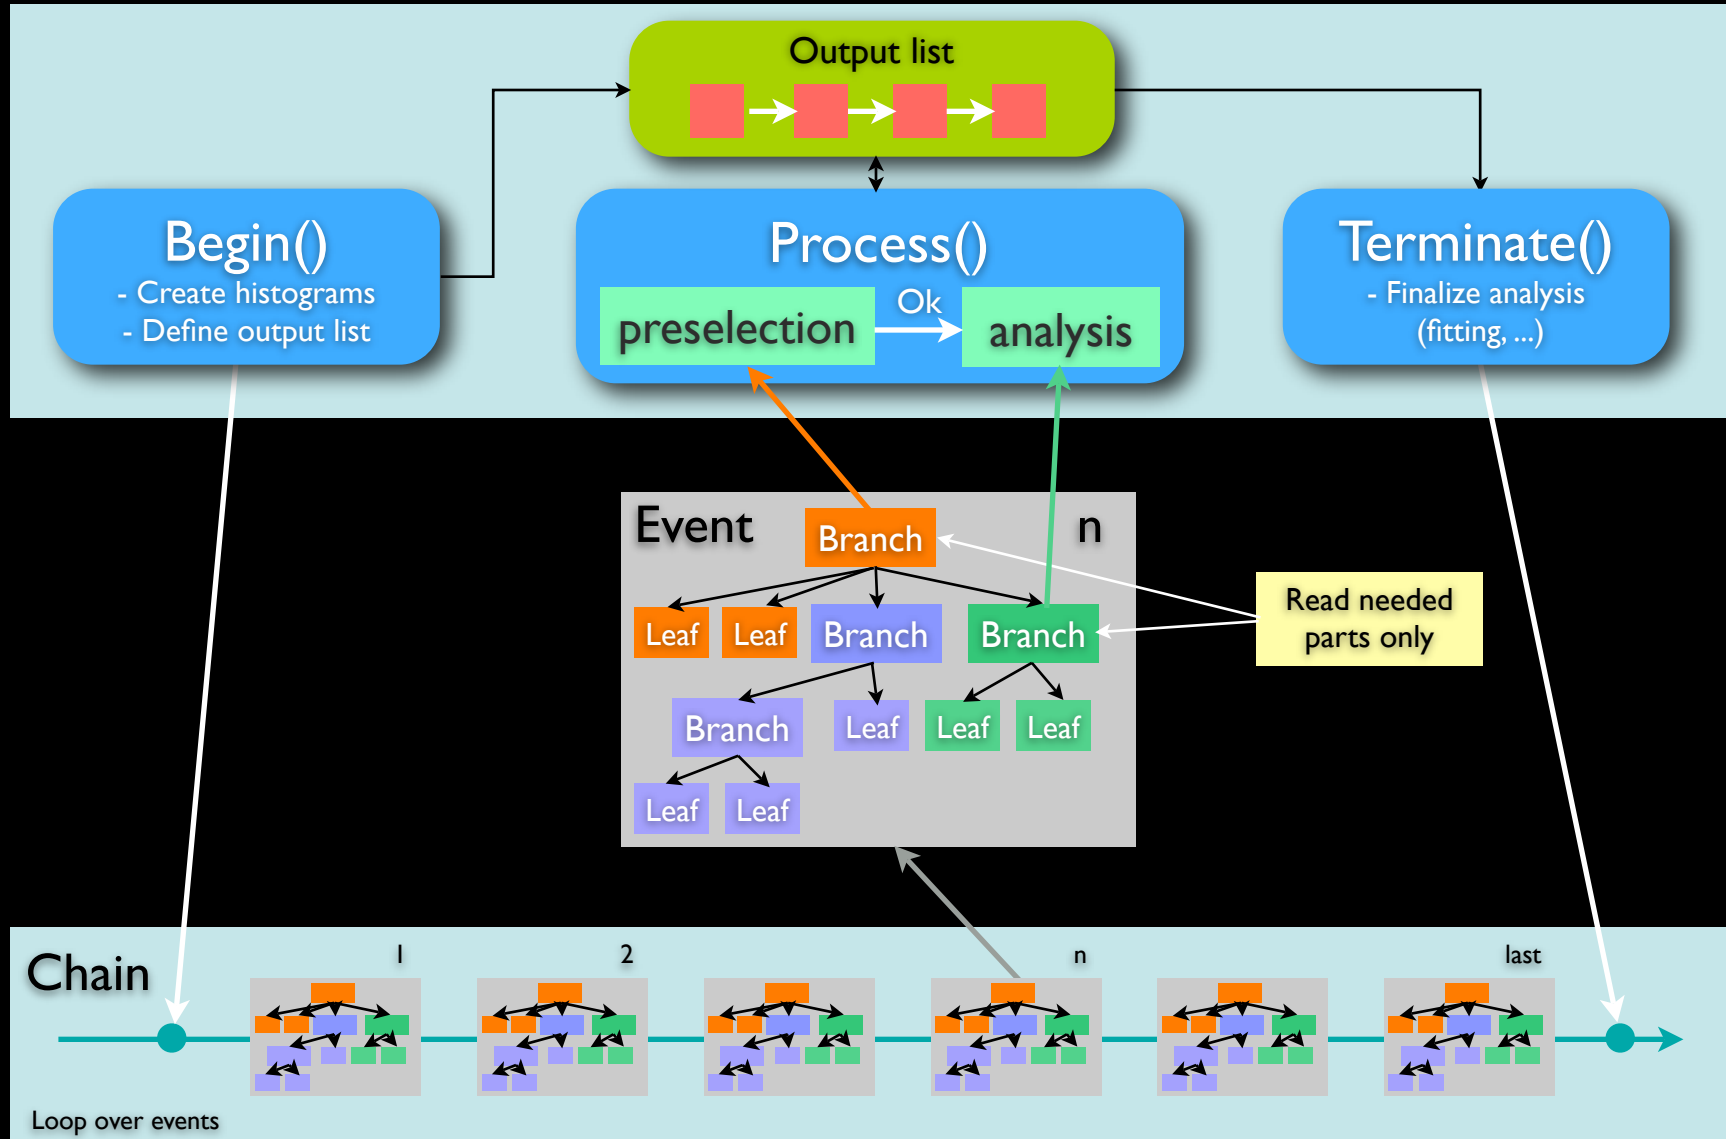 Output list
Begin()
- Create histograms
- Define output list
Process()
preselection
Ok
analysis
Terminate()
- Finalize analysis
(fitting, ...)
Event
n
Branch
Leaf
Leaf
Branch
Branch
Branch
Leaf
Leaf
Leaf
Leaf
Leaf
Read needed
parts only
Chain
1
2
n
last
Loop over events